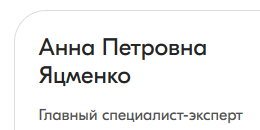 Анна Петровна
Яцменко
Главный специалист-эксперт